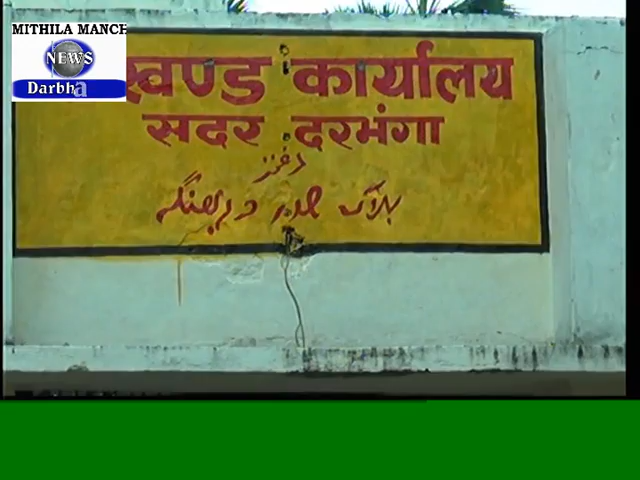 MITHILA MANCH
NEWS
Darbha
खण्ड कार्यालय
सदर दरभंगा
دفتر
بلاک صدر دربھنگہ